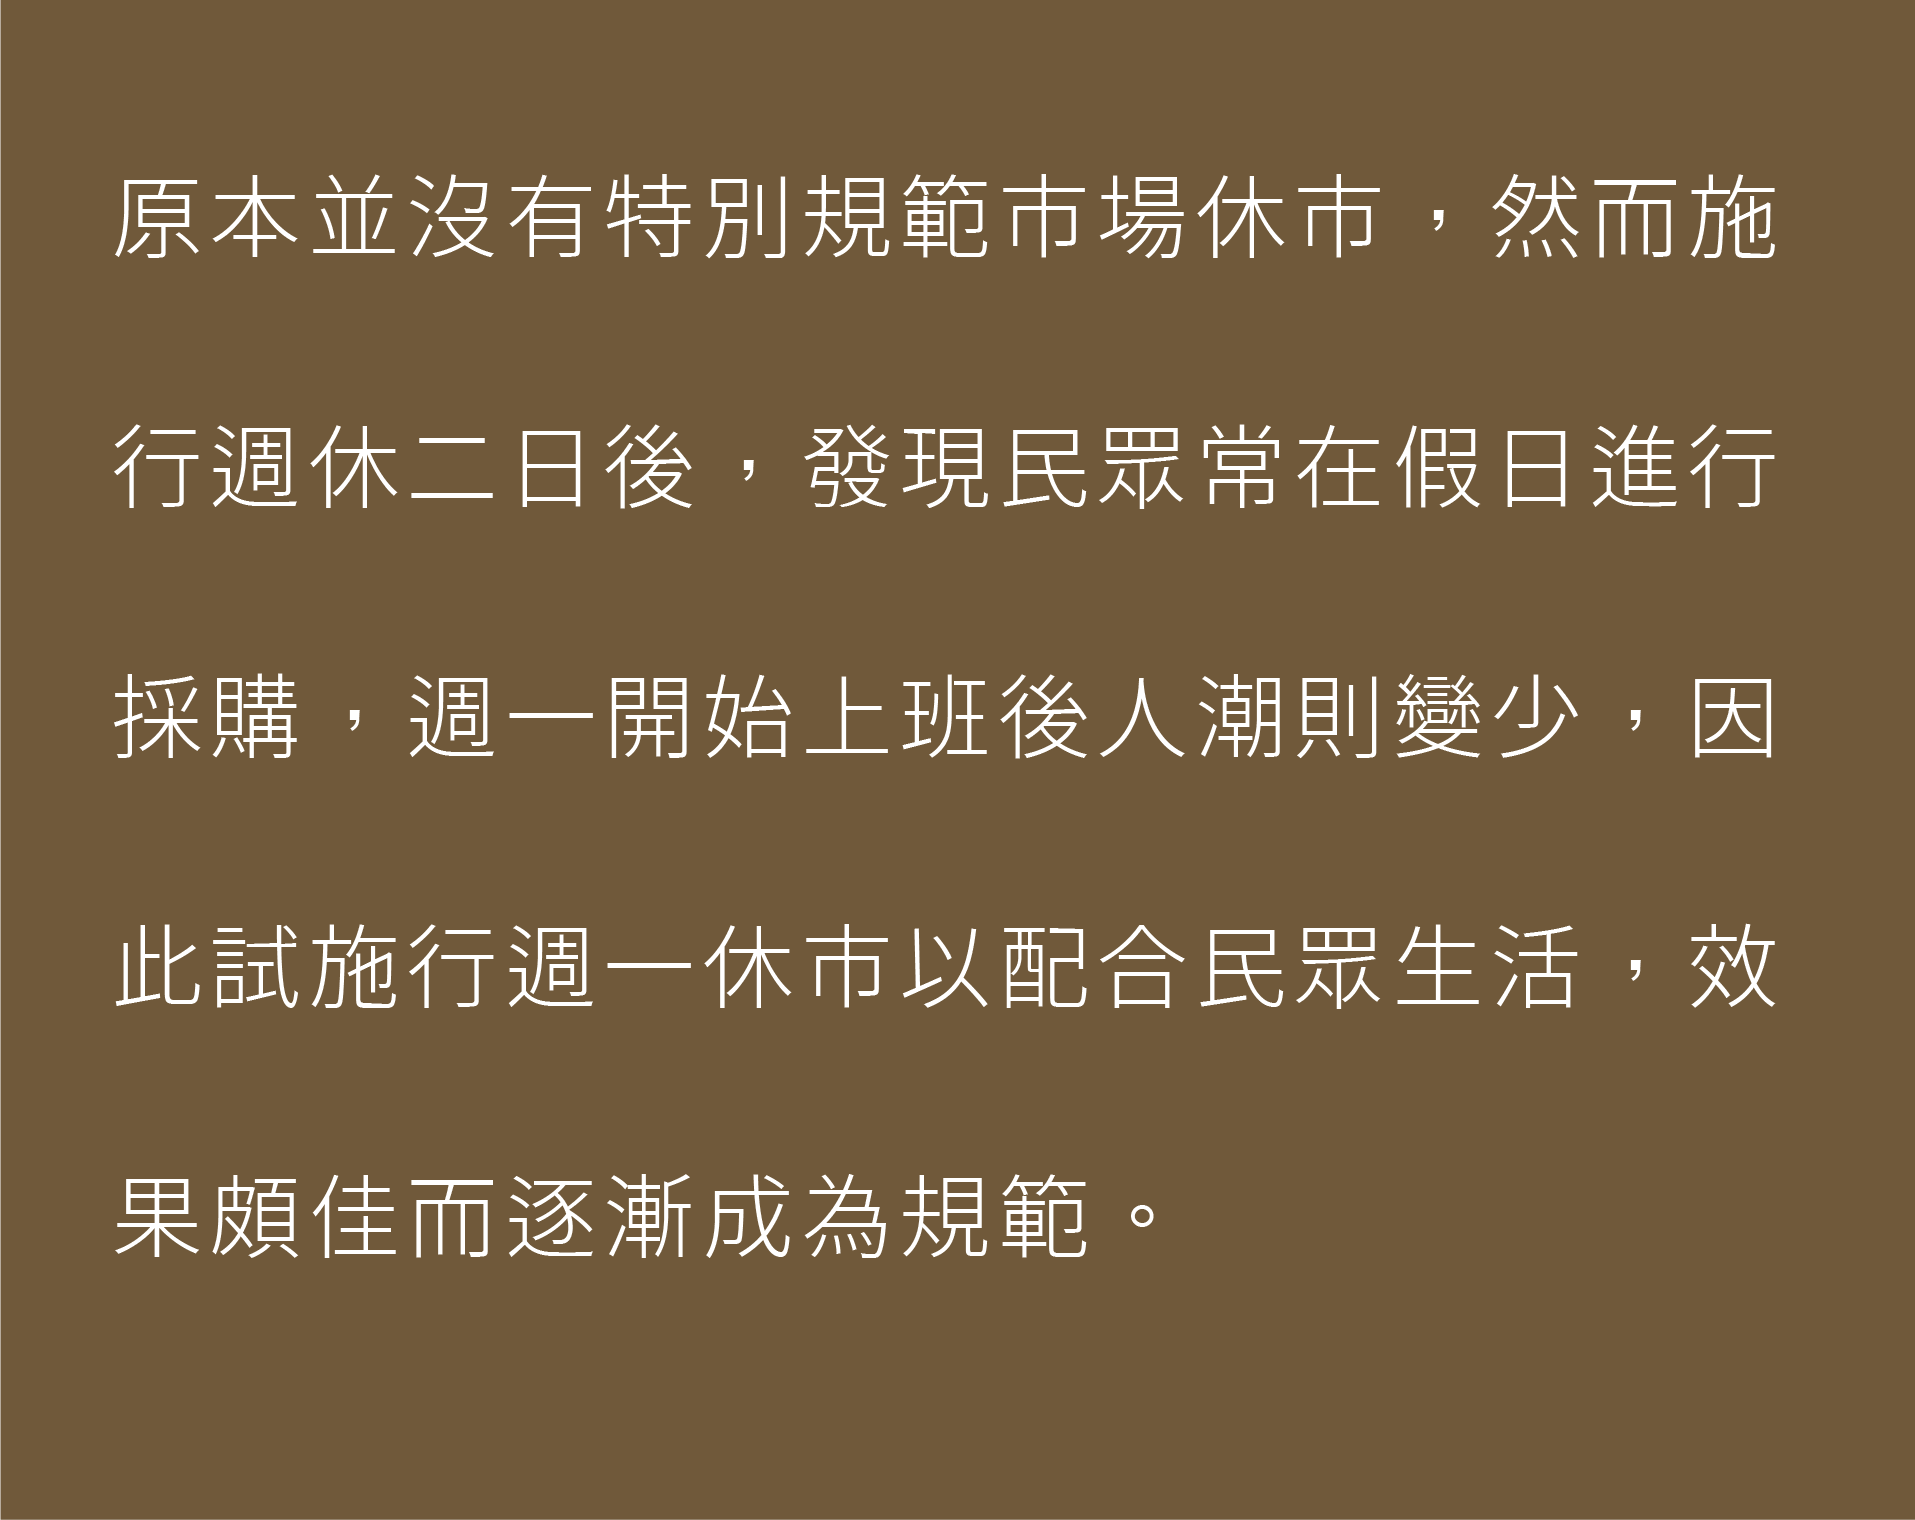 原本並沒有特別規範市場休市，然而施
行週休二日後，發現民眾常在假日進行
採購，週一開始上班後人潮則變少，因
此試施行週一休市以配合民眾生活，效
果頗佳而逐漸成為規範。